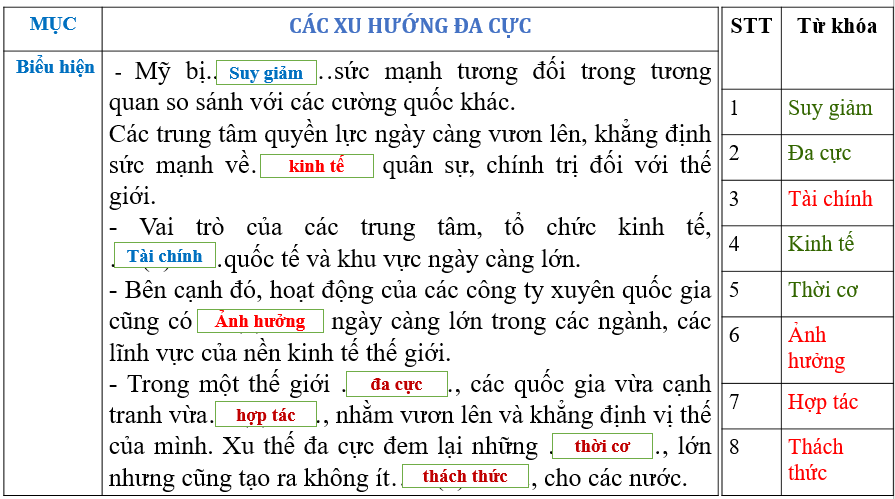 MỤC
CÁC XU HƯỚNG ĐA CỰC
Biểu hiện
- Mỹ bị.. Suy giảm ..sức mạnh tương đối trong tương
quan so sánh với các cường quốc khác.
Các trung tâm quyền lực ngày càng vươn lên, khẳng định
sức mạnh về. kinh tế quân sự, chính trị đối với thế
giới.
- Vai trò của các trung tâm, tổ chức kinh tế,
. Tài chính .quốc tế và khu vực ngày càng lớn.
- Bên cạnh đó, hoạt động của các công ty xuyên quốc gia
cũng có Ảnh hưởng ngày càng lớn trong các ngành, các
lĩnh vực của nền kinh tế thế giới.
- Trong một thế giới . đa cực ., các quốc gia vừa cạnh
tranh vừa. hợp tác ., nhằm vươn lên và khẳng định vị thế
của mình. Xu thế đa cực đem lại những . thời cơ ., lớn
nhưng cũng tạo ra không ít. thách thức , cho các nước.
STT Từ khóa
1 Suy giảm
2 Đa cực
3 Tài chính
4 Kinh tế
5 Thời cơ
6 Ảnh
hưởng
7 Hợp tác
8 Thách
thức